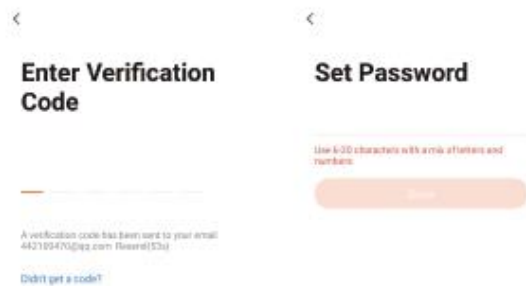 Enter Verification
Code
A verification code has been sent to your email
Resend(53s)
Didn't get a code?
Set Password
Use 6-20 characters with a mix of letters and
numbers